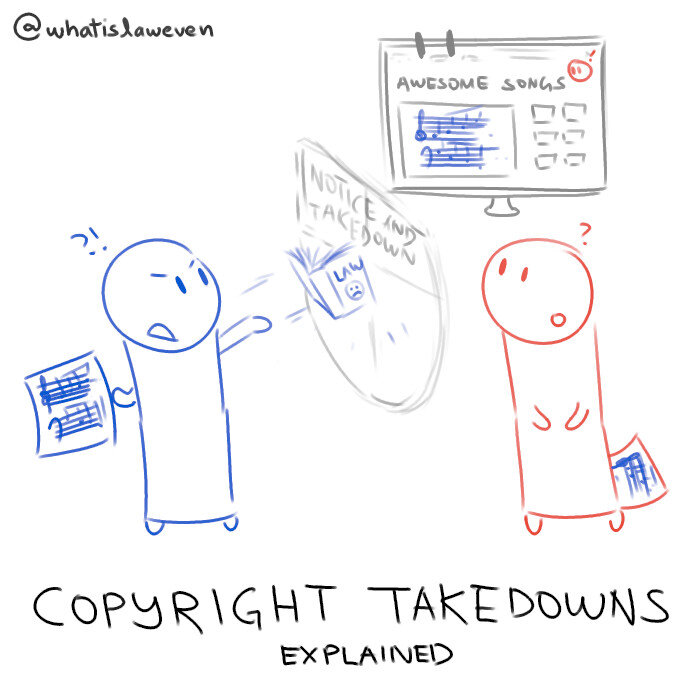 @whatislaweven
AWESOME SONGS
NOTICE AND
TAKEDOWN
?!
LAW
?
COPYRIGHT TAKEDOWNS
EXPLAINED